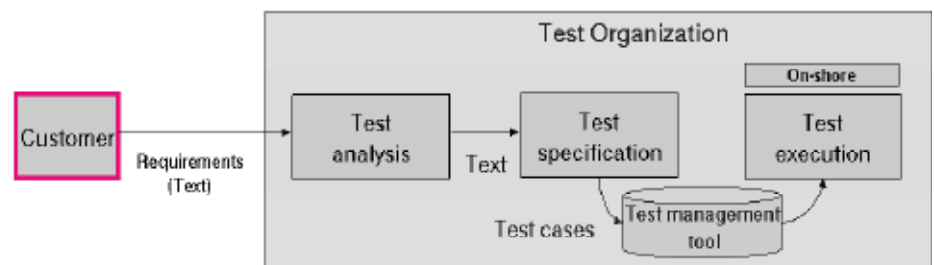 Test Organization
On-shore
Customer
Requirements
(Text)
Test
analysis
Text
Test
specification
Test
execution
Test cases
Test management
tool